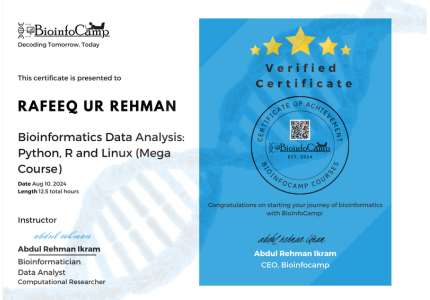 BioinfoCamp
Decoding Tomorrow, Today
This certificate is presented to
RAFEEQ UR REHMAN
Bioinformatics Data Analysis:
Python, R and Linux (Mega
Course)
Date Aug 10, 2024
Length 12.5 total hours
Instructor
abdul rehman
Abdul Rehman Ikram
Bioinformatician
Data Analyst
Computational Researcher
Verified
Certificate
CERTIFICATE OF ACHIEVEMENT
BioinfoCamp
EST. 2024
BIOINFOCAMP COURSES
Congratulations on starting your journey of bioinformatics
with BioInfoCamp!
abdul rehman ikram
Abdul Rehman Ikram
CEO, Bioinfocamp